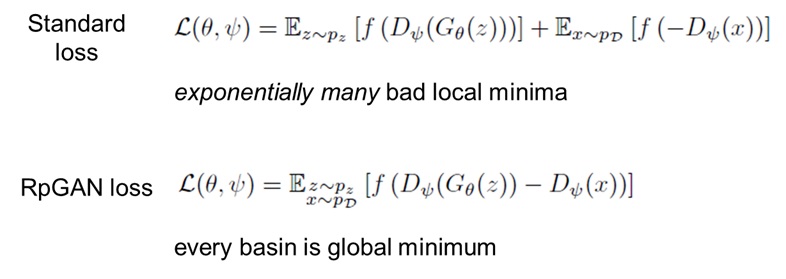 Standard loss
ℒ(θ, ψ) = 𝔼_{z∼p_z} [f (D_ψ(G_θ(z)))] + 𝔼_{x∼p_𝒟} [f (−D_ψ(x))]
exponentially many bad local minima
RpGAN loss
ℒ(θ, ψ) = 𝔼_{z∼p_z x∼p_𝒟} [f (D_ψ(G_θ(z)) − D_ψ(x))]
every basin is global minimum